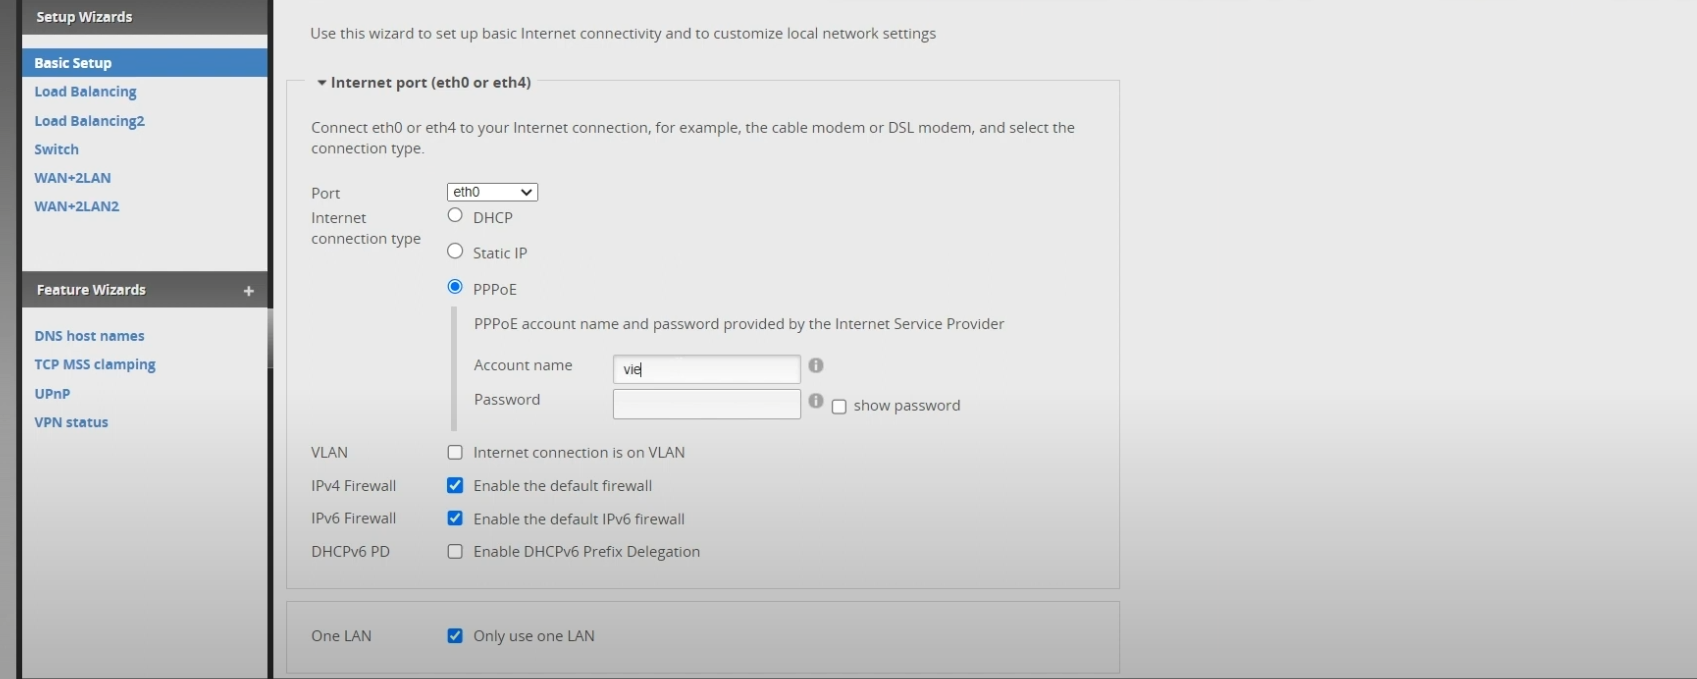 Setup Wizards
Basic Setup
Load Balancing
Load Balancing2
Switch
WAN+2LAN
WAN+2LAN2
Feature Wizards +
DNS host names
TCP MSS clamping
UPnP
VPN status
Use this wizard to set up basic Internet connectivity and to customize local network settings
Internet port (eth0 or eth4)
Connect eth0 or eth4 to your Internet connection, for example, the cable modem or DSL modem, and select the
connection type.
Port eth0
Internet
connection type
DHCP
Static IP
PPPoE
PPPoE account name and password provided by the Internet Service Provider
Account name vie
Password show password
VLAN Internet connection is on VLAN
IPv4 Firewall Enable the default firewall
IPv6 Firewall Enable the default IPv6 firewall
DHCPv6 PD Enable DHCPv6 Prefix Delegation
One LAN Only use one LAN